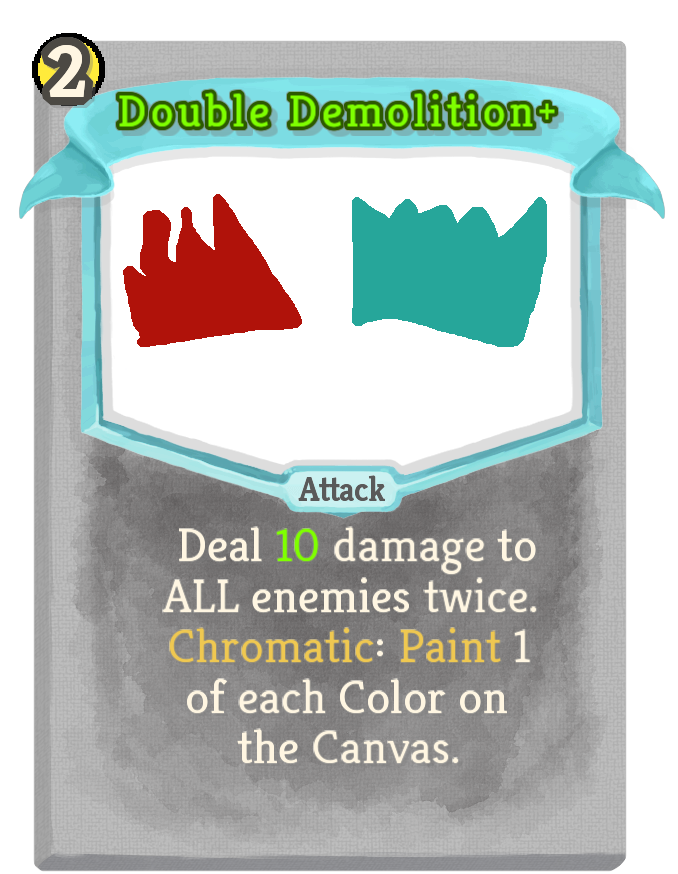 2
Double Demolition+
Attack
Deal 10 damage to
ALL enemies twice.
Chromatic: Paint 1
of each Color on
the Canvas.